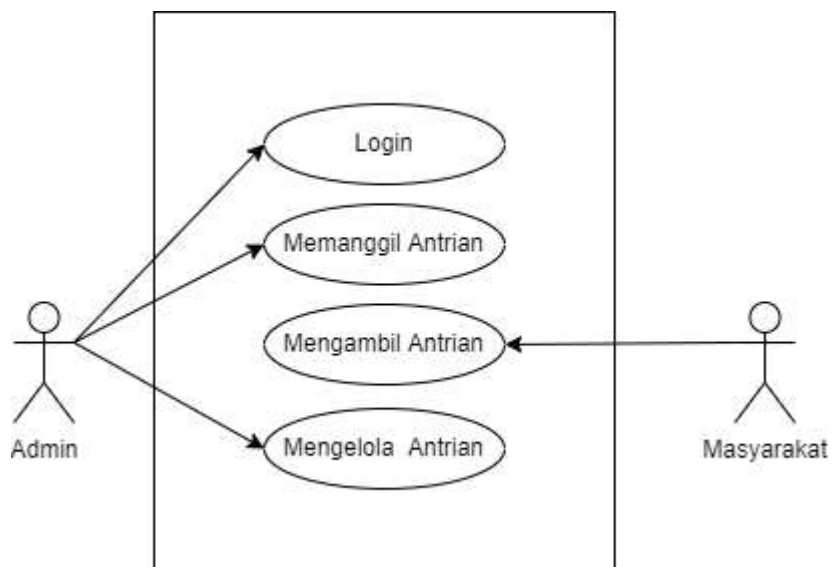 Login
Memanggil Antrian
Mengambil Antrian
Mengelola Antrian
Admin
Masyarakat